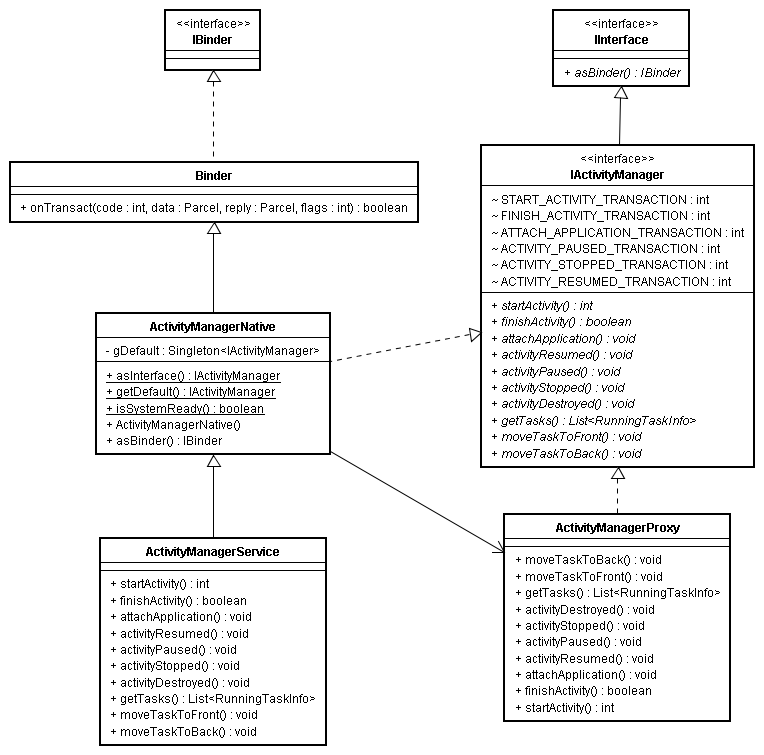 <<interface>>
IBinder
<<interface>>
IInterface
+ asBinder() : IBinder
Binder
+ onTransact(code : int, data : Parcel, reply : Parcel, flags : int) : boolean
<<interface>>
IActivityManager
~ START_ACTIVITY_TRANSACTION : int
~ FINISH_ACTIVITY_TRANSACTION : int
~ ATTACH_APPLICATION_TRANSACTION : int
~ ACTIVITY_PAUSED_TRANSACTION : int
~ ACTIVITY_STOPPED_TRANSACTION : int
~ ACTIVITY_RESUMED_TRANSACTION : int
+ startActivity() : int
+ finishActivity() : boolean
+ attachApplication() : void
+ activityResumed() : void
+ activityPaused() : void
+ activityStopped() : void
+ activityDestroyed() : void
+ getTasks() : List<RunningTaskInfo>
+ moveTaskToFront() : void
+ moveTaskToBack() : void
ActivityManagerNative
- gDefault : Singleton<IActivityManager>
+ asInterface() : IActivityManager
+ getDefault() : IActivityManager
+ isSystemReady() : boolean
+ ActivityManagerNative()
+ asBinder() : IBinder
ActivityManagerService
+ startActivity() : int
+ finishActivity() : boolean
+ attachApplication() : void
+ activityResumed() : void
+ activityPaused() : void
+ activityStopped() : void
+ activityDestroyed() : void
+ getTasks() : List<RunningTaskInfo>
+ moveTaskToFront() : void
+ moveTaskToBack() : void
ActivityManagerProxy
+ moveTaskToBack() : void
+ moveTaskToFront() : void
+ getTasks() : List<RunningTaskInfo>
+ activityDestroyed() : void
+ activityStopped() : void
+ activityPaused() : void
+ activityResumed() : void
+ attachApplication() : void
+ finishActivity() : boolean
+ startActivity() : int